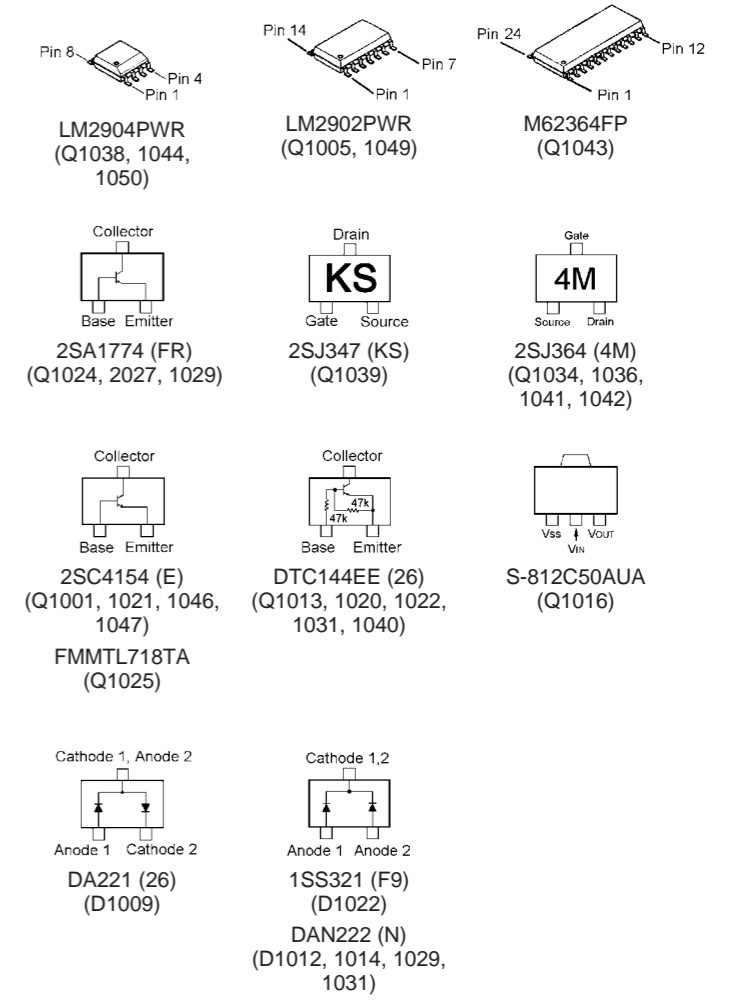 Pin 8
Pin 4
Pin 1
LM2904PWR
(Q1038, 1044,
1050)
Pin 14
Pin 7
Pin 1
LM2902PWR
(Q1005, 1049)
Pin 24
Pin 12
Pin 1
M62364FP
(Q1043)
Collector
Base Emitter
2SA1774 (FR)
(Q1024, 2027, 1029)
Drain
KS
Gate Source
2SJ347 (KS)
(Q1039)
Gate
4M
Source Drain
2SJ364 (4M)
(Q1034, 1036,
1041, 1042)
Collector
Base Emitter
2SC4154 (E)
(Q1001, 1021, 1046,
1047)
FMMTL718TA
(Q1025)
Collector
47k
47k
Base Emitter
DTC144EE (26)
(Q1013, 1020, 1022,
1031, 1040)
Vss VOUT
VIN
S-812C50AUA
(Q1016)
Cathode 1, Anode 2
Anode 1 Cathode 2
DA221 (26)
(D1009)
Cathode 1,2
Anode 1 Anode 2
1SS321 (F9)
(D1022)
DAN222 (N)
(D1012, 1014, 1029,
1031)